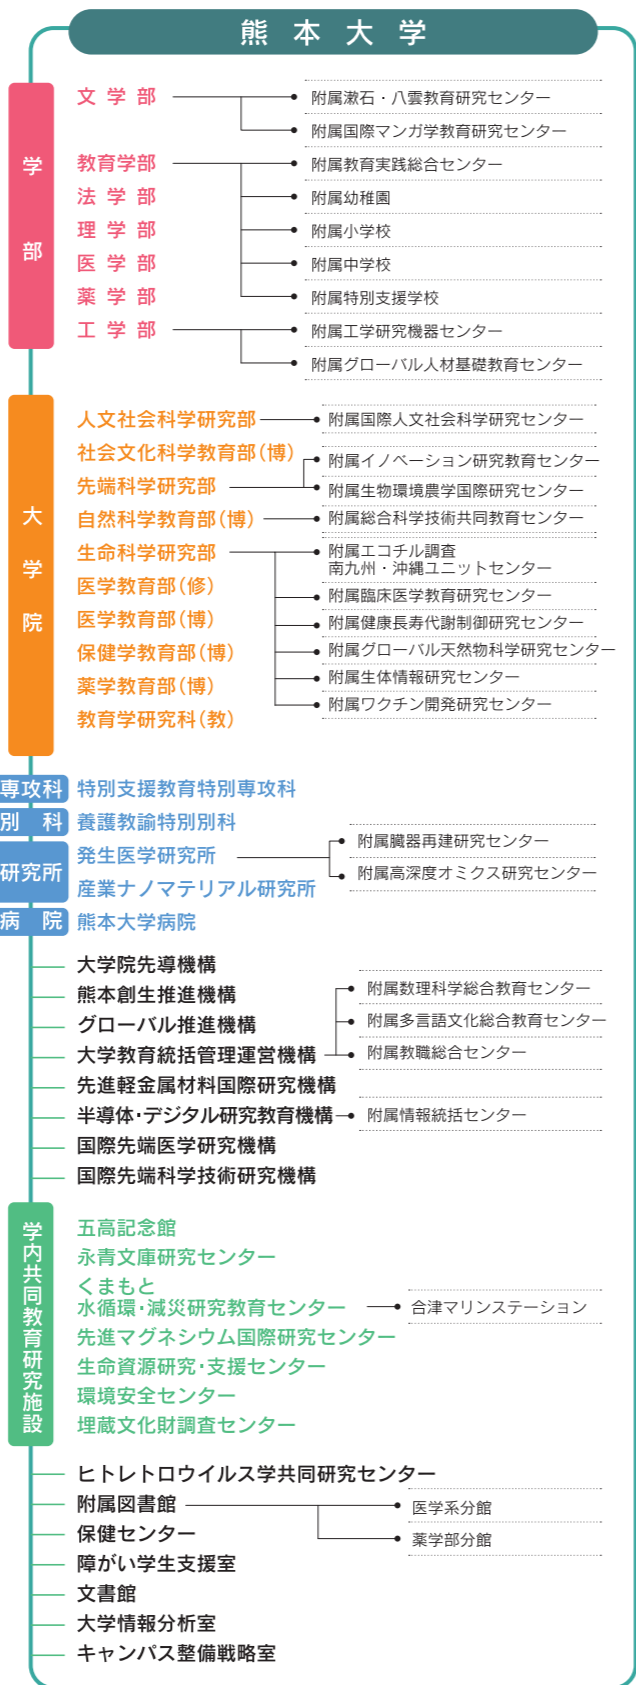 熊本大学
学部
文学部
附属漱石・八雲教育研究センター
附属国際マンガ学教育研究センター
教育学部
附属教育実践総合センター
法学部
附属幼稚園
理学部
附属小学校
医学部
附属中学校
薬学部
附属特別支援学校
工学部
附属工学研究機器センター
附属グローバル人材基礎教育センター
大学院
人文社会科学研究部
附属国際人文社会科学研究センター
社会文化科学教育部(博)
附属イノベーション研究教育センター
先端科学研究部
附属生物環境農学国際研究センター
自然科学教育部(博)
附属総合科学技術共同教育センター
生命科学研究部
附属エコチル調査
南九州・沖縄ユニットセンター
医学教育部(修)
附属臨床医学教育研究センター
医学教育部(博)
附属健康長寿代謝制御研究センター
保健学教育部(博)
附属グローバル天然物科学研究センター
薬学教育部(博)
附属生体情報研究センター
教育学研究科(教)
附属ワクチン開発研究センター
専攻科
特別支援教育特別専攻科
別科
養護教諭特別別科
研究所
発生医学研究所
附属臓器再建研究センター
附属高深度オミクス研究センター
産業ナノマテリアル研究所
病院
熊本大学病院
大学院先導機構
熊本創生推進機構
附属数理科学総合教育センター
グローバル推進機構
附属多言語文化総合教育センター
大学教育統括管理運営機構
附属教職総合センター
先進軽金属材料国際研究機構
半導体・デジタル研究教育機構
附属情報統括センター
国際先端医学研究機構
国際先端科学技術研究機構
学内共同教育研究施設
五高記念館
永青文庫研究センター
くまもと
水循環・減災研究教育センター
合津マリンステーション
先進マグネシウム国際研究センター
生命資源研究・支援センター
環境安全センター
埋蔵文化財調査センター
ヒトレトロウイルス学共同研究センター
附属図書館
医学系分館
薬学部分館
保健センター
障がい学生支援室
文書館
大学情報分析室
キャンパス整備戦略室